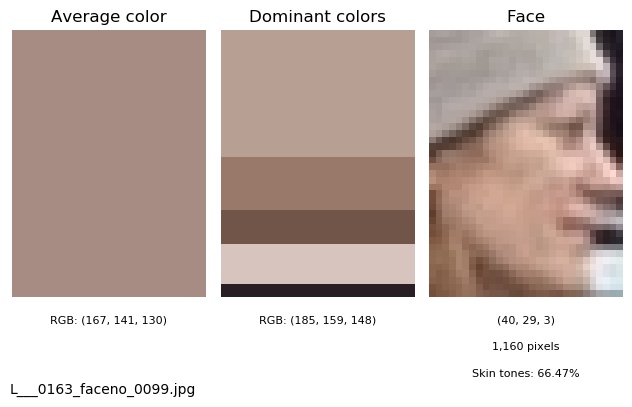 Average color
Dominant colors
Face
RGB: (167, 141, 130)
RGB: (185, 159, 148)
(40, 29, 3)
1,160 pixels
Skin tones: 66.47%
L___0163_faceno_0099.jpg